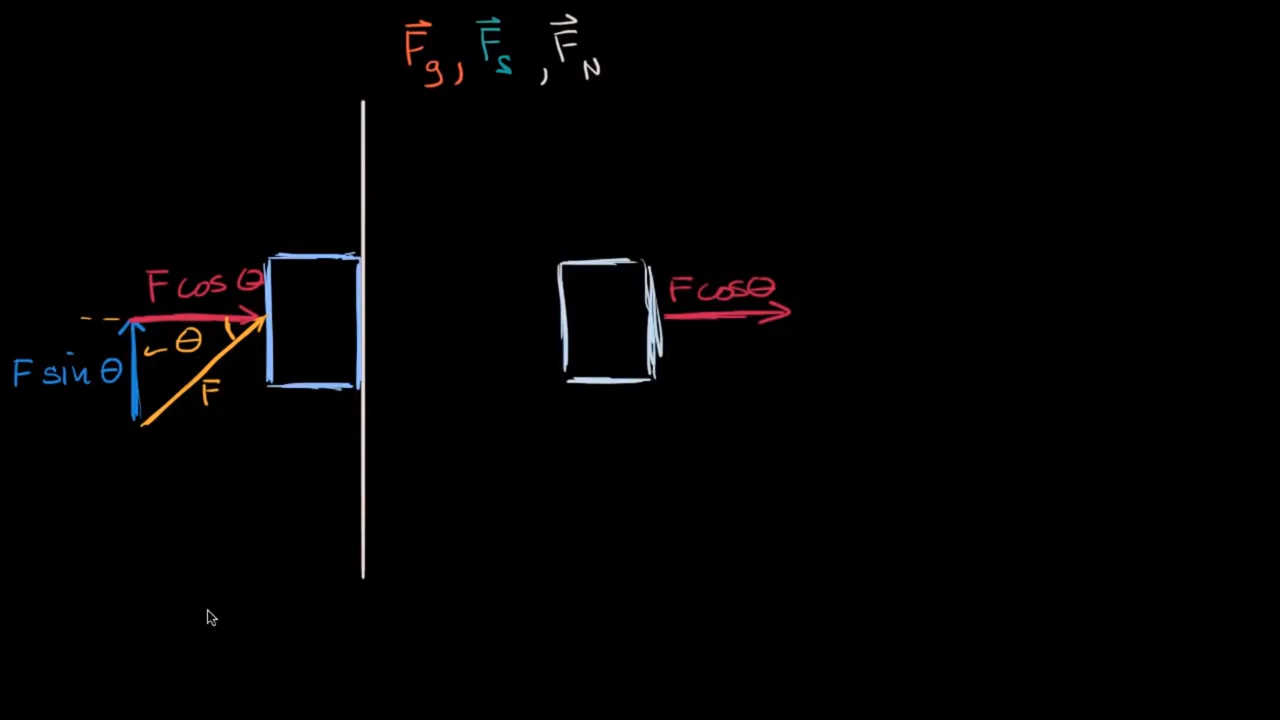 F⃗g, F⃗s, F⃗N
F cos θ
F cos θ
θ
F sin θ
F